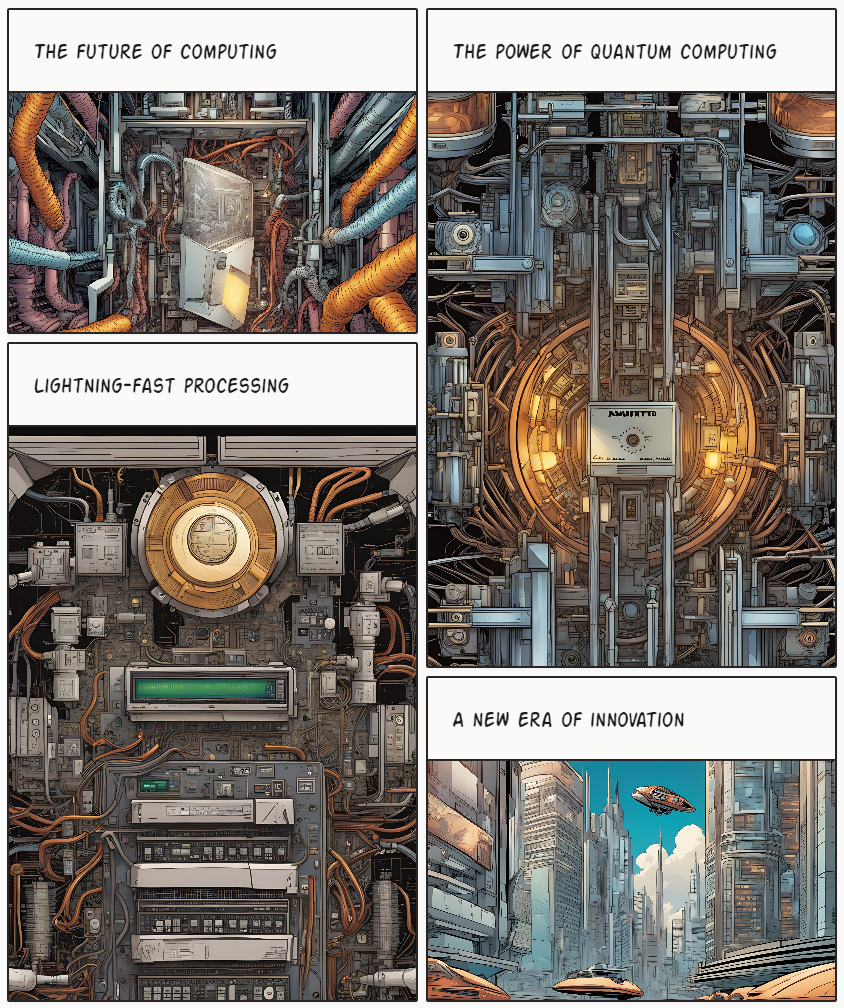 THE FUTURE OF COMPUTING
THE POWER OF QUANTUM COMPUTING
LIGHTNING-FAST PROCESSING
A NEW ERA OF INNOVATION